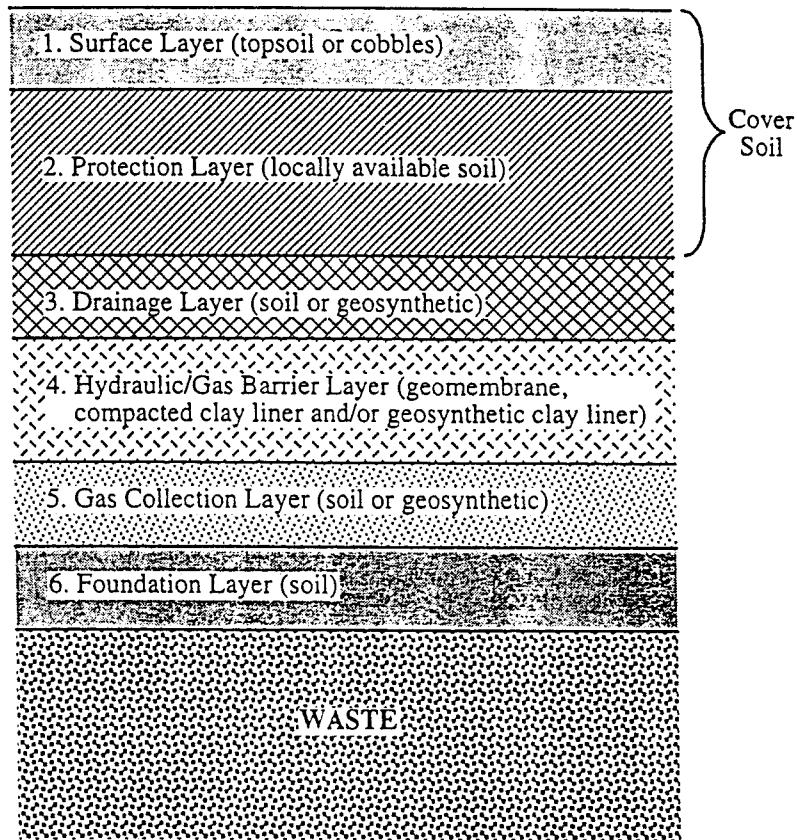 1. Surface Layer (topsoil or cobbles)
Cover
Soil
2. Protection Layer (locally available soil)
3. Drainage Layer (soil or geosynthetic)
4. Hydraulic/Gas Barrier Layer (geomembrane,
compacted clay liner and/or geosynthetic clay liner)
5. Gas Collection Layer (soil or geosynthetic)
6. Foundation Layer (soil)
WASTE